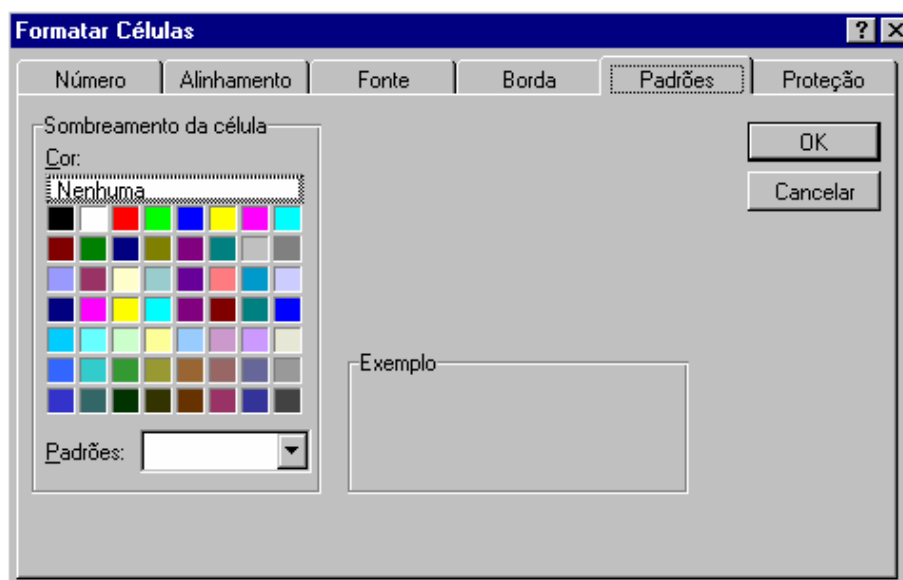 Formatar Células
Número Alinhamento Fonte Borda Padrões Proteção
Sombreamento da célula
Cor:
Nenhuma
OK
Cancelar
Exemplo
Padrões: